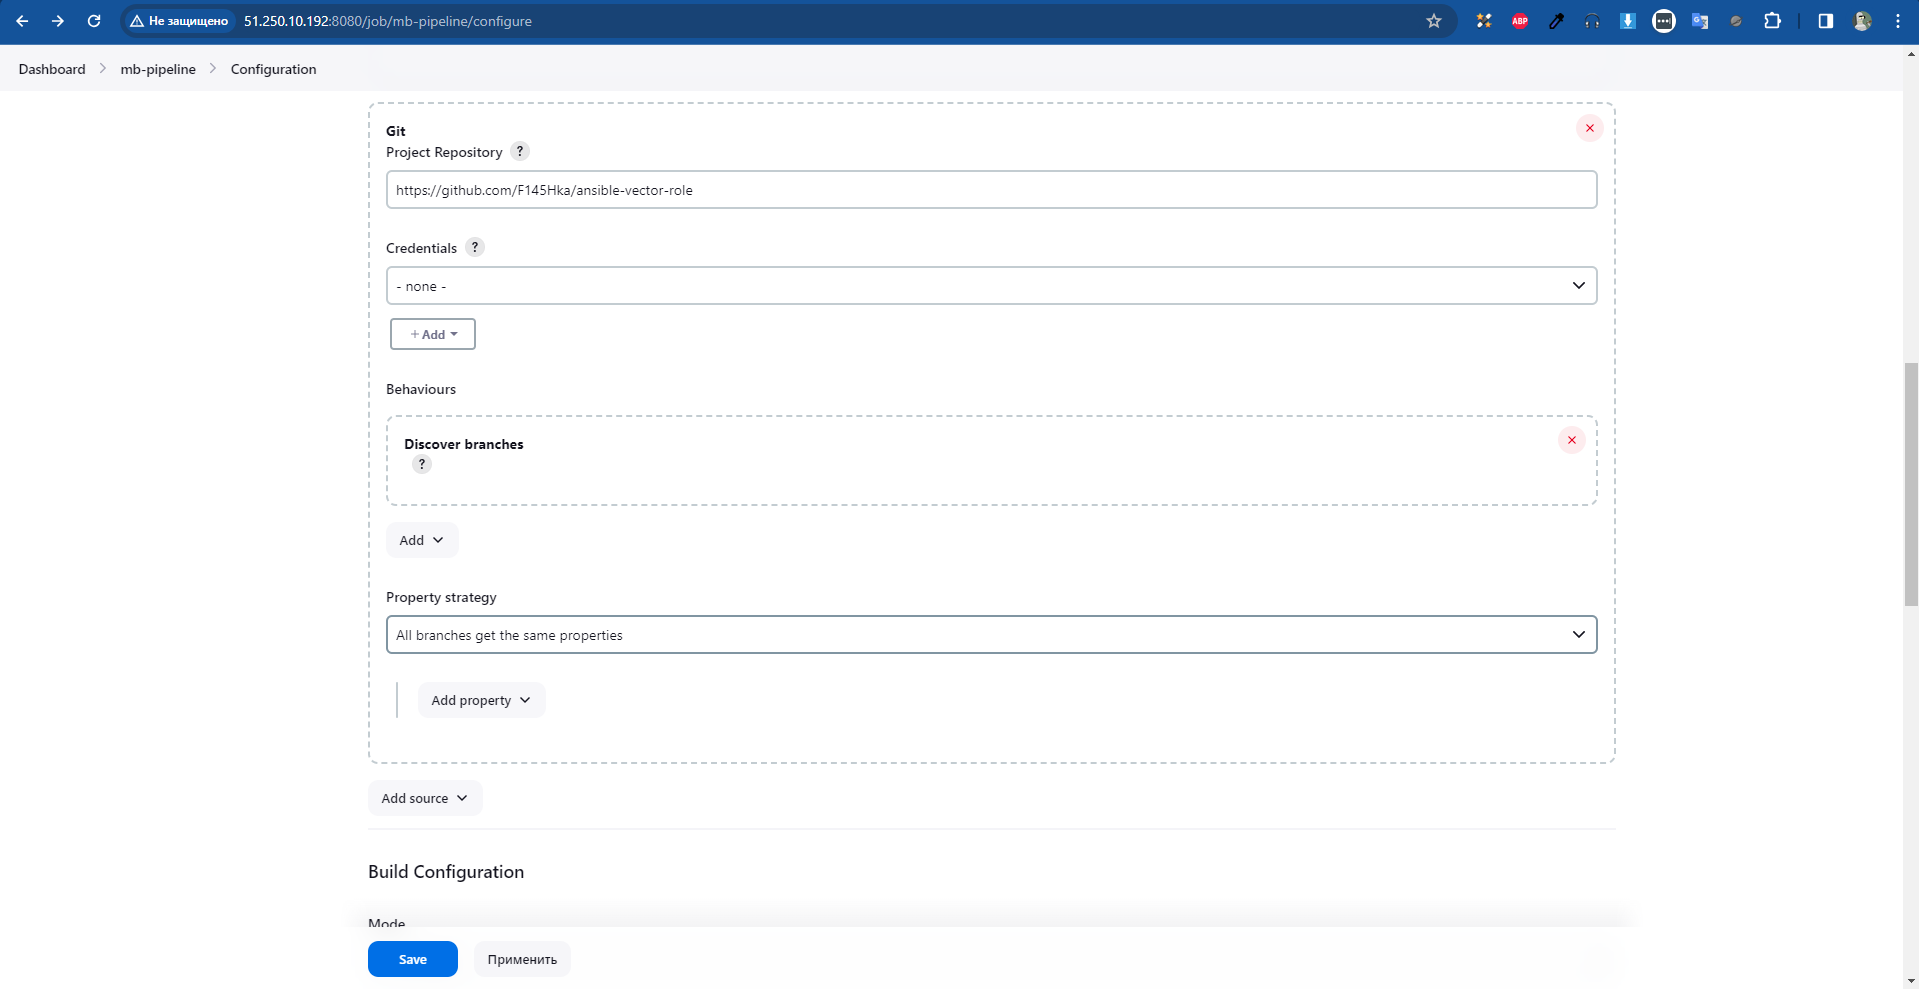 Не защищено 51.250.10.192:8080/job/mb-pipeline/configure
ABP
Dashboard mb-pipeline Configuration
Git
Project Repository ?
https://github.com/F145Hka/ansible-vector-role
Credentials ?
- none -
+ Add
Behaviours
Discover branches
?
Add
Property strategy
All branches get the same properties
Add property
Add source
Build Configuration
Mode
Save Применить